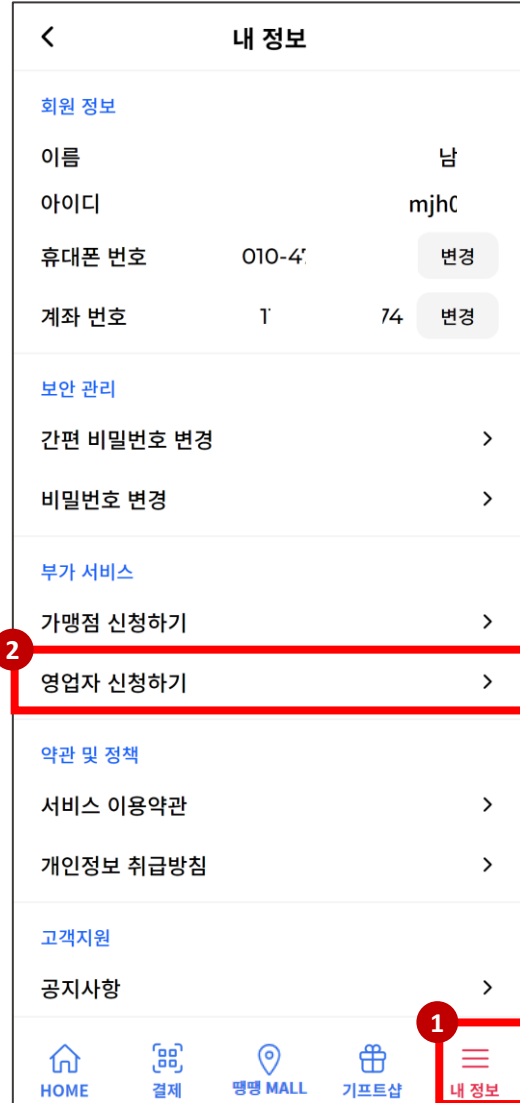 내 정보
회원 정보
이름 남
아이디 mjh0
휴대폰 번호 010-4 변경
계좌 번호 1 74 변경
보안 관리
간편 비밀번호 변경
비밀번호 변경
부가 서비스
가맹점 신청하기
2
영업자 신청하기
약관 및 정책
서비스 이용약관
개인정보 취급방침
고객지원
공지사항
1
HOME 결제 땡땡 MALL 기프트샵 내 정보